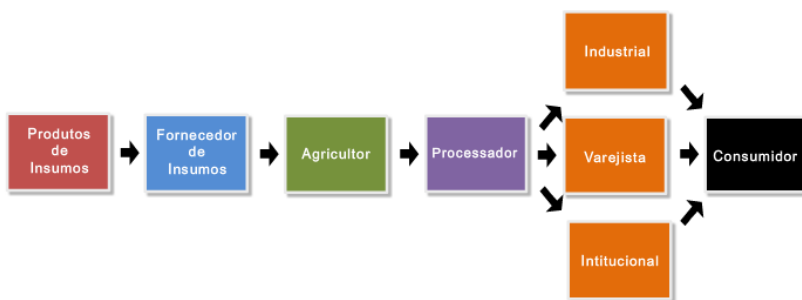 Produtos
de
Insumos
Fornecedor
de
Insumos
Agricultor
Processador
Industrial
Varejista
Intitucional
Consumidor